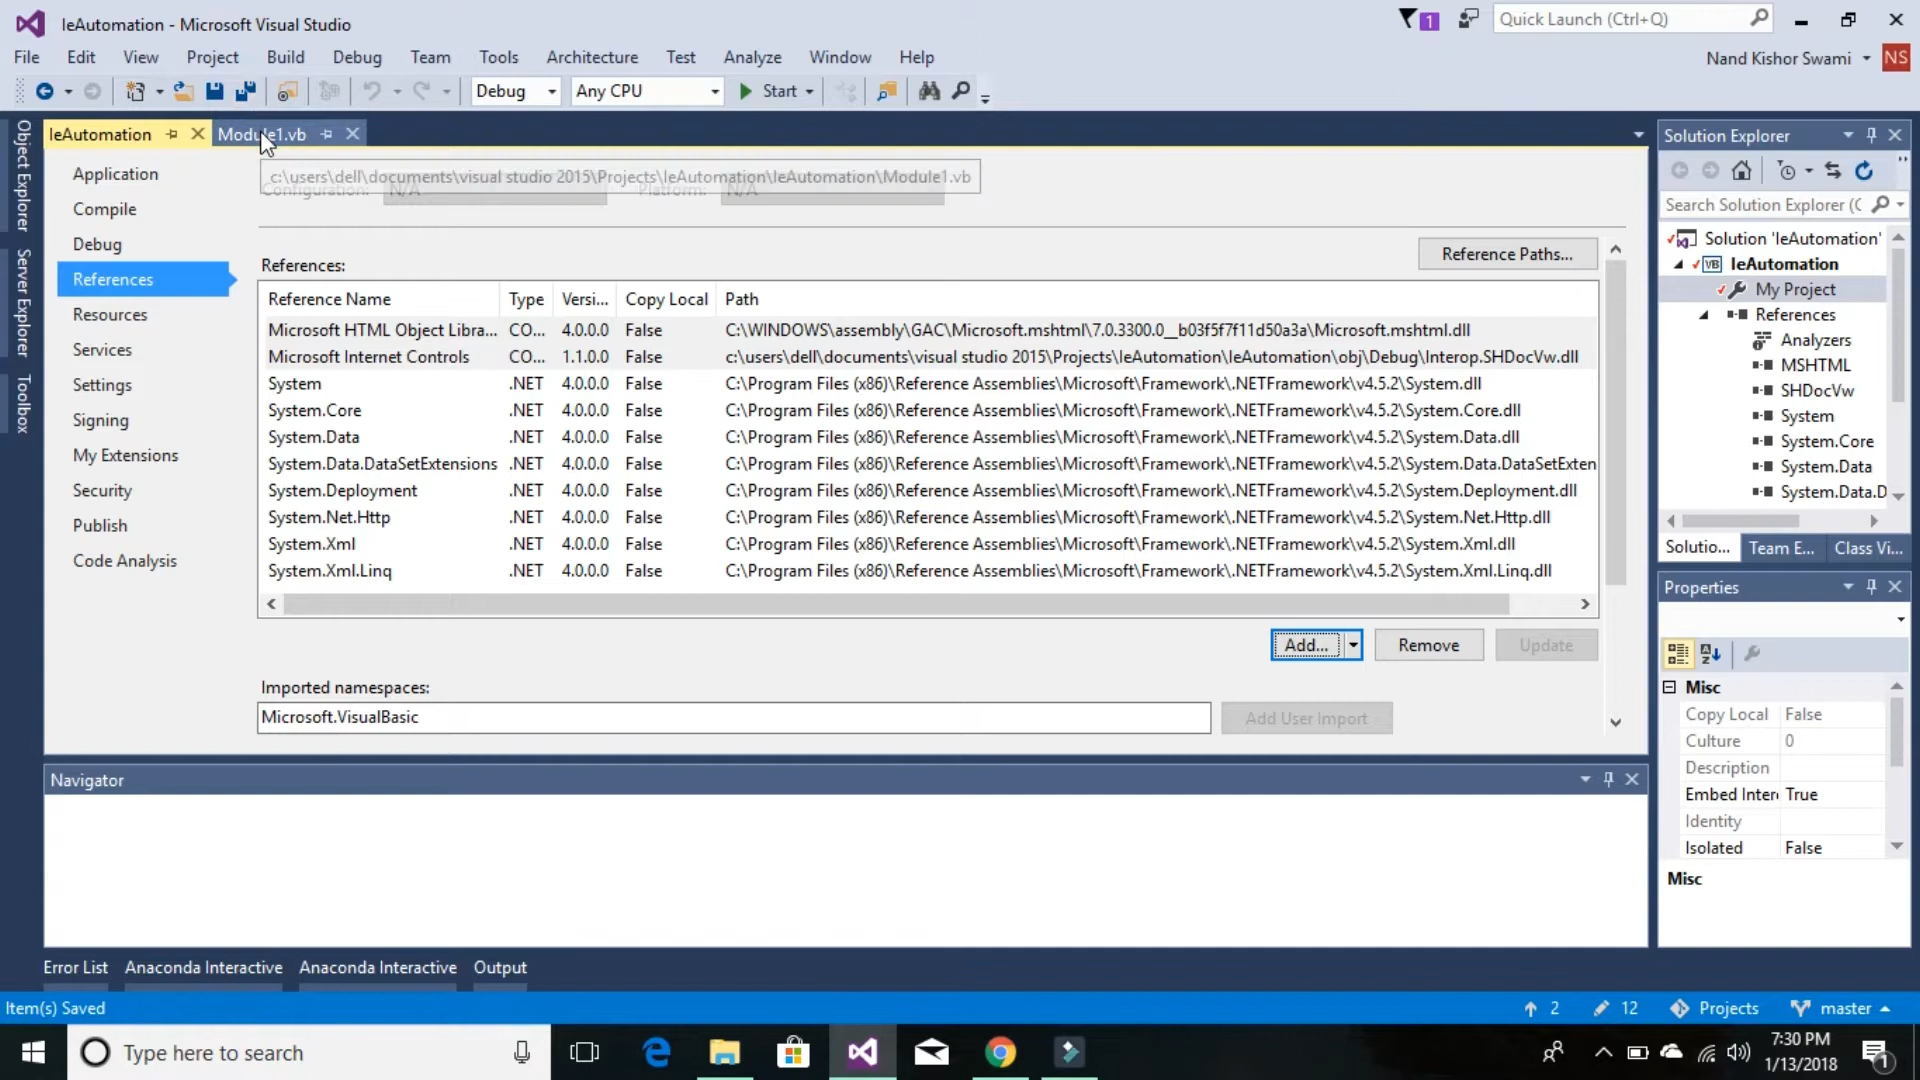 IeAutomation - Microsoft Visual Studio
1
Quick Launch (Ctrl+Q)
File Edit View Project Build Debug Team Tools Architecture Test Analyze Window Help
Nand Kishor Swami
NS
Debug Any CPU Start
Object Explorer
Server Explorer
Toolbox
IeAutomation
Module1.vb
c:\users\dell\documents\visual studio 2015\Projects\IeAutomation\IeAutomation\Module1.vb
Configuration: N/A Platform: N/A
Application
Compile
Debug
References
Resources
Services
Settings
Signing
My Extensions
Security
Publish
Code Analysis
References:
Reference Paths...
Reference Name Type Versi... Copy Local Path
Microsoft HTML Object Libra... CO... 4.0.0.0 False C:\WINDOWS\assembly\GAC\Microsoft.mshtml\7.0.3300.0__b03f5f7f11d50a3a\Microsoft.mshtml.dll
Microsoft Internet Controls CO... 1.1.0.0 False c:\users\dell\documents\visual studio 2015\Projects\IeAutomation\IeAutomation\obj\Debug\Interop.SHDocVw.dll
System .NET 4.0.0.0 False C:\Program Files (x86)\Reference Assemblies\Microsoft\Framework\.NETFramework\v4.5.2\System.dll
System.Core .NET 4.0.0.0 False C:\Program Files (x86)\Reference Assemblies\Microsoft\Framework\.NETFramework\v4.5.2\System.Core.dll
System.Data .NET 4.0.0.0 False C:\Program Files (x86)\Reference Assemblies\Microsoft\Framework\.NETFramework\v4.5.2\System.Data.dll
System.Data.DataSetExtensions .NET 4.0.0.0 False C:\Program Files (x86)\Reference Assemblies\Microsoft\Framework\.NETFramework\v4.5.2\System.Data.DataSetExten
System.Deployment .NET 4.0.0.0 False C:\Program Files (x86)\Reference Assemblies\Microsoft\Framework\.NETFramework\v4.5.2\System.Deployment.dll
System.Net.Http .NET 4.0.0.0 False C:\Program Files (x86)\Reference Assemblies\Microsoft\Framework\.NETFramework\v4.5.2\System.Net.Http.dll
System.Xml .NET 4.0.0.0 False C:\Program Files (x86)\Reference Assemblies\Microsoft\Framework\.NETFramework\v4.5.2\System.Xml.dll
System.Xml.Linq .NET 4.0.0.0 False C:\Program Files (x86)\Reference Assemblies\Microsoft\Framework\.NETFramework\v4.5.2\System.Xml.Linq.dll
Add... Remove Update
Imported namespaces:
Microsoft.VisualBasic
Add User Import
Solution Explorer
Search Solution Explorer (C
Solution 'IeAutomation'
VB IeAutomation
My Project
References
Analyzers
MSHTML
SHDocVw
System
System.Core
System.Data
System.Data.D
Solutio... Team E... Class Vi...
Properties
Misc
Copy Local False
Culture 0
Description
Embed Inter True
Identity
Isolated False
Misc
Navigator
Error List Anaconda Interactive Anaconda Interactive Output
Item(s) Saved
2 12 Projects master
Type here to search
7:30 PM
1/13/2018
1